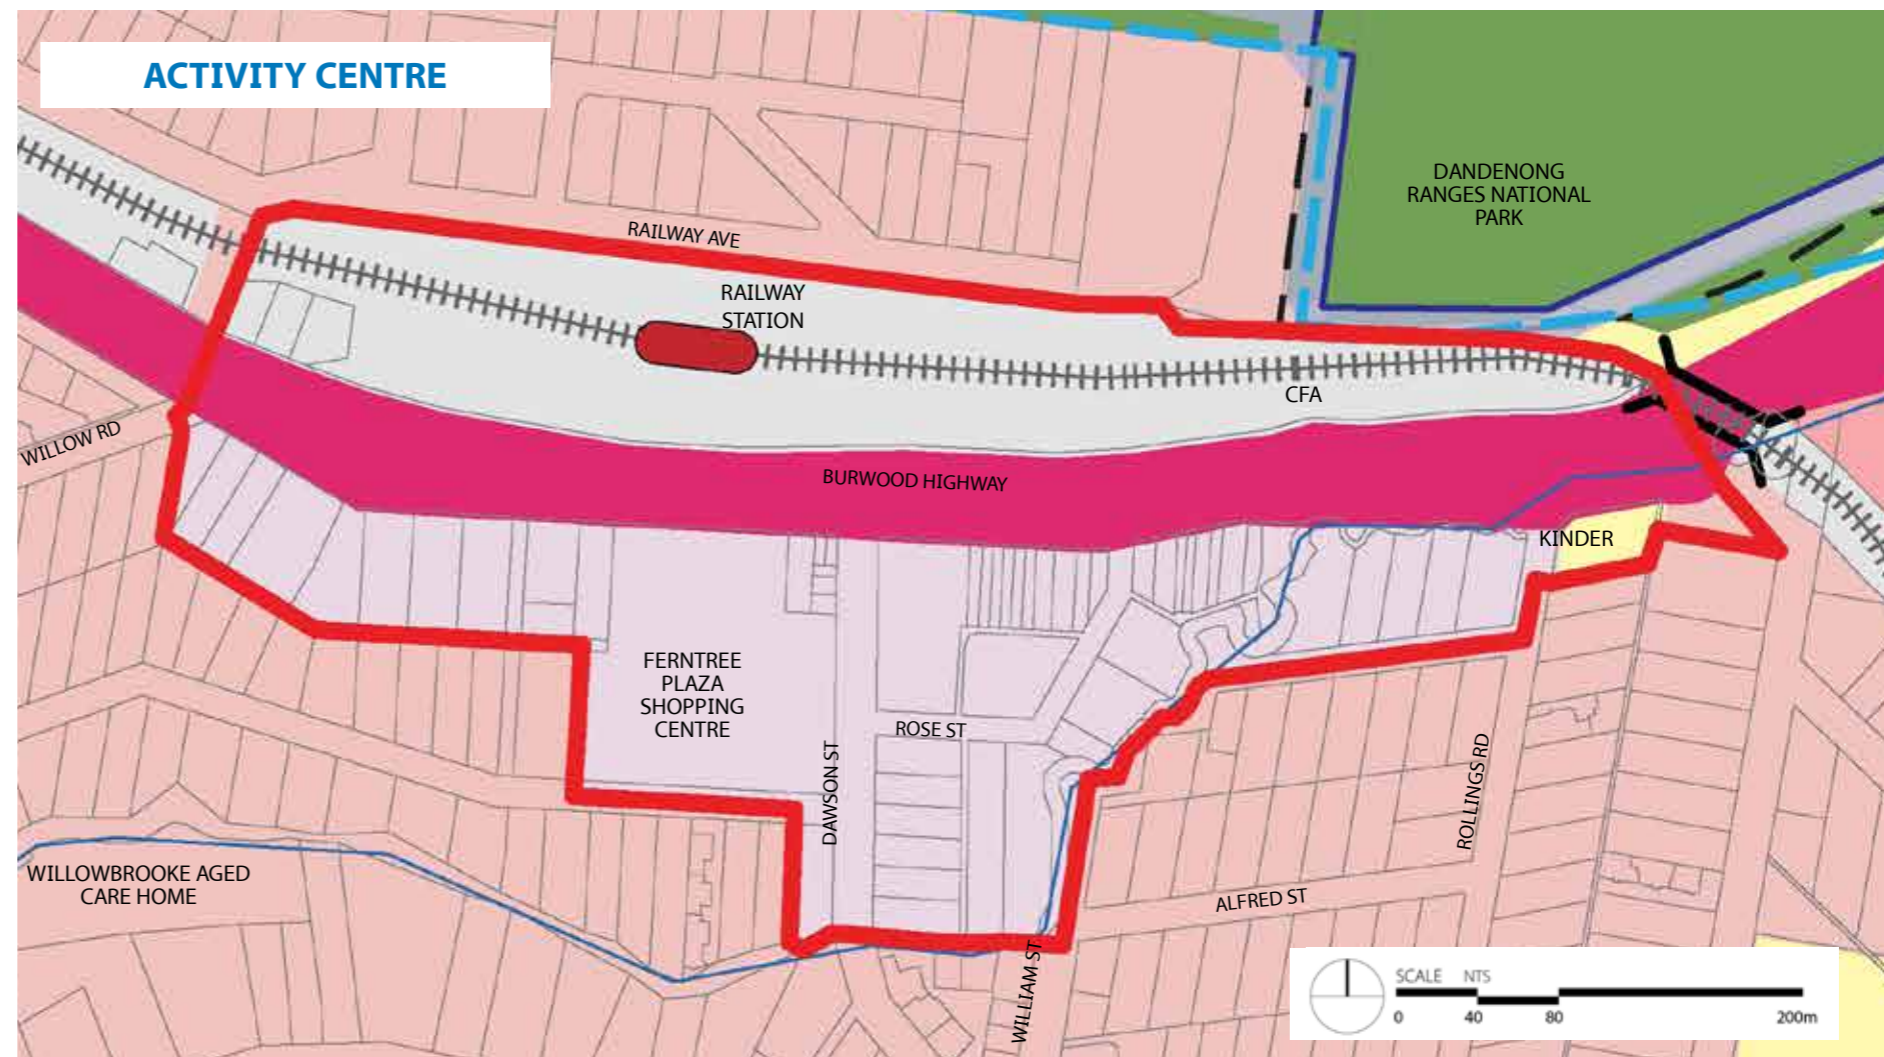 ACTIVITY CENTRE
DANDENONG
RANGES NATIONAL
PARK
RAILWAY AVE
RAILWAY
STATION
CFA
WILLOW RD
BURWOOD HIGHWAY
KINDER
FERNTREE
PLAZA
SHOPPING
CENTRE
ROSE ST
DAWSON ST
ROLLINGS RD
WILLOWBROOKE AGED
CARE HOME
ALFRED ST
WILLIAM ST
SCALE NTS
0 40 80 200m